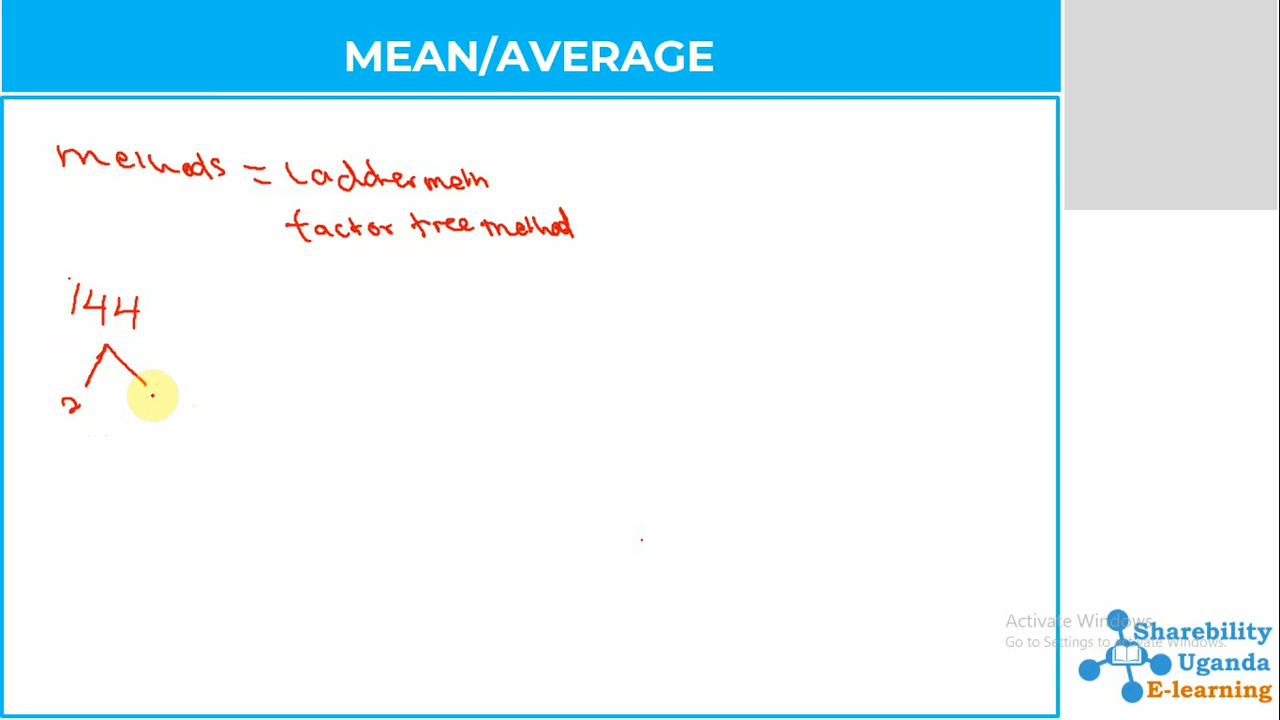 MEAN/AVERAGE
methods = Ladder meth
factor tree method
144
2
Activate Windows
Go to Settings to activate Windows.
Sharebility
Uganda
E-learning